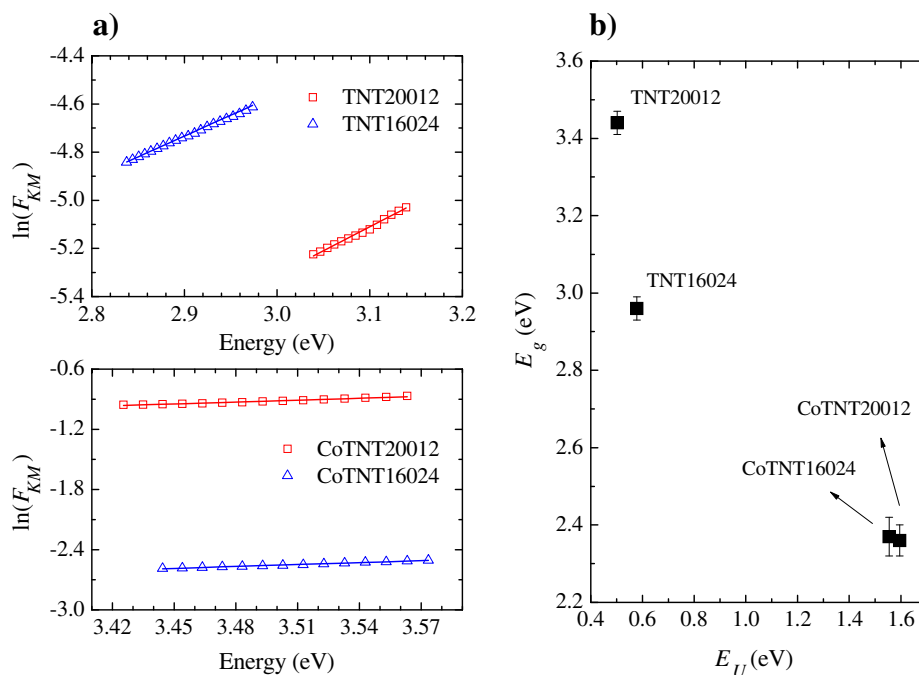 a)
-4.4
-4.6
-4.8
-5.0
-5.2
-5.4
ln(F_KM)
TNT20012
TNT16024
2.8 2.9 3.0 3.1 3.2
Energy (eV)
-0.6
-1.2
-1.8
-2.4
-3.0
ln(F_KM)
CoTNT20012
CoTNT16024
3.42 3.45 3.48 3.51 3.54 3.57
Energy (eV)
b)
3.6
3.4
3.2
3.0
2.8
2.6
2.4
2.2
E_g (eV)
TNT20012
TNT16024
CoTNT20012
CoTNT16024
0.4 0.6 0.8 1.0 1.2 1.4 1.6
E_U (eV)